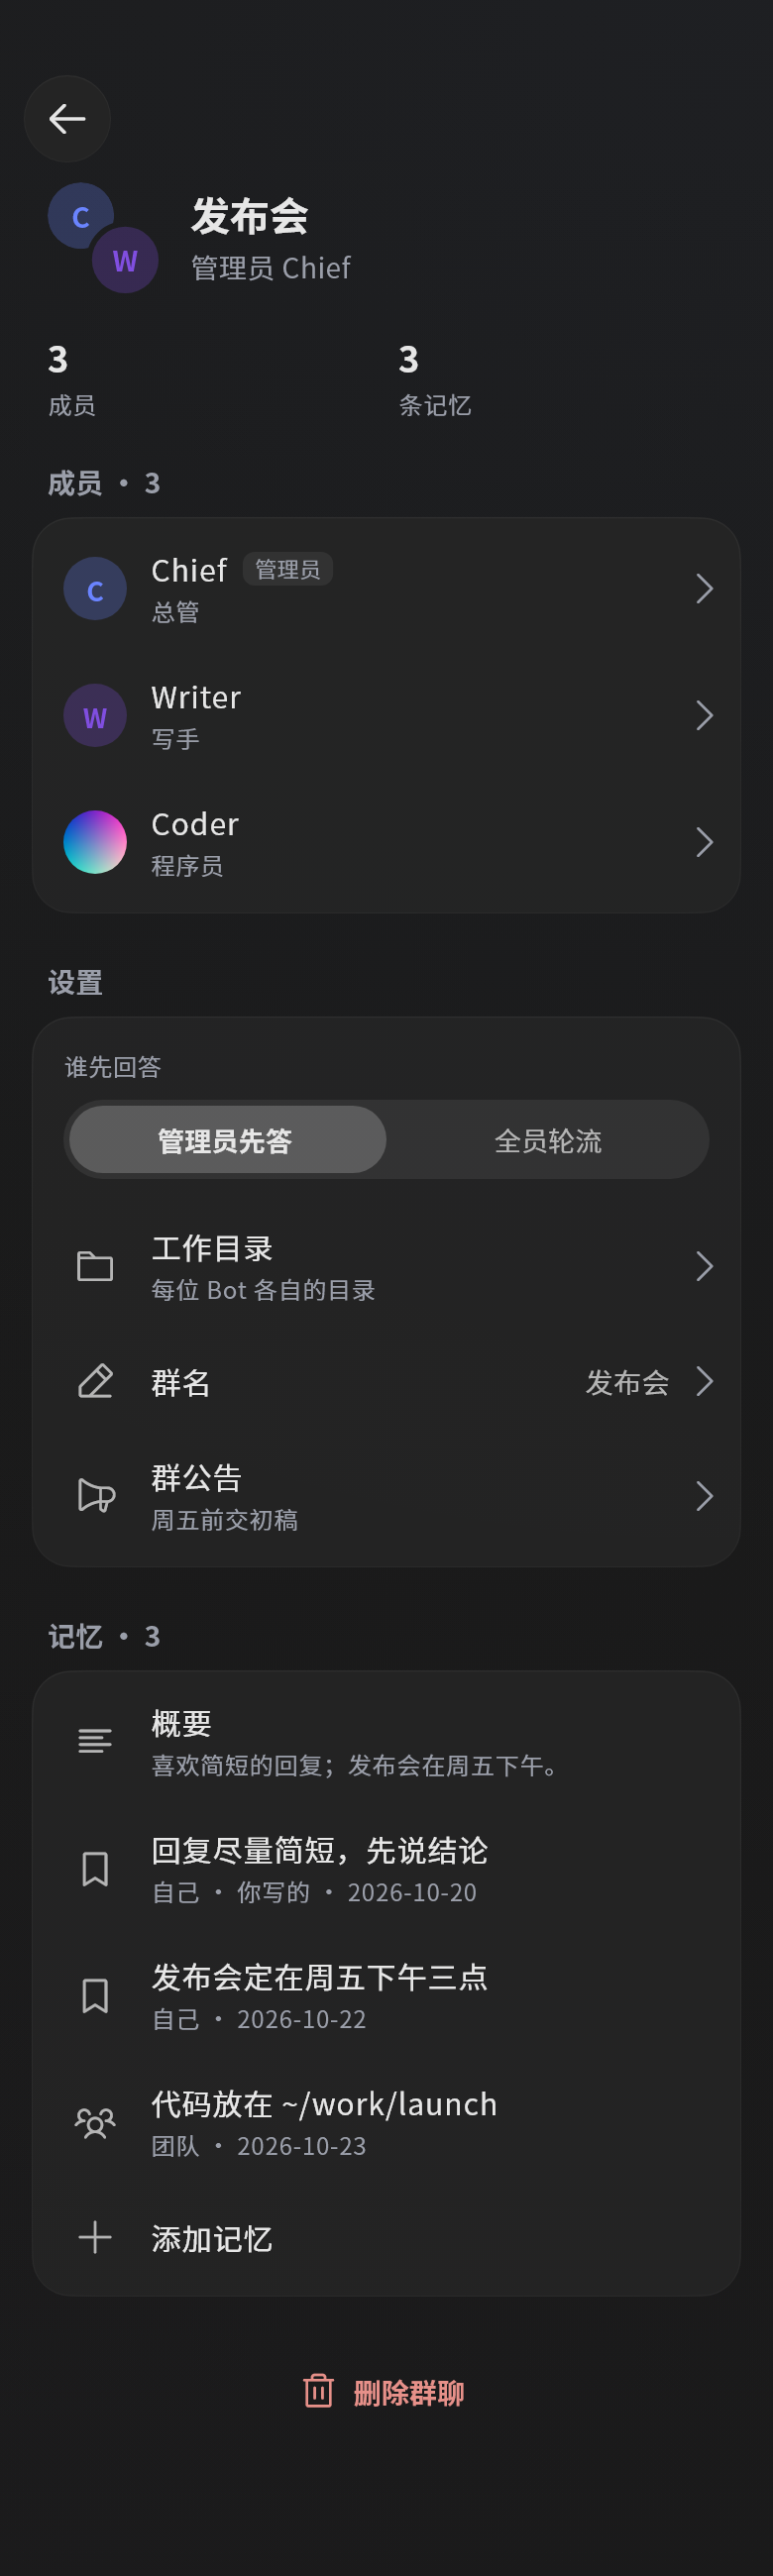 C
W
发布会
管理员 Chief
3
成员
3
条记忆
成员 · 3
C
Chief 管理员
总管
W
Writer
写手
Coder
程序员
设置
谁先回答
管理员先答 全员轮流
工作目录
每位 Bot 各自的目录
群名 发布会
群公告
周五前交初稿
记忆 · 3
概要
喜欢简短的回复；发布会在周五下午。
回复尽量简短，先说结论
自己 · 你写的 · 2026-10-20
发布会定在周五下午三点
自己 · 2026-10-22
代码放在 ~/work/launch
团队 · 2026-10-23
添加记忆
删除群聊